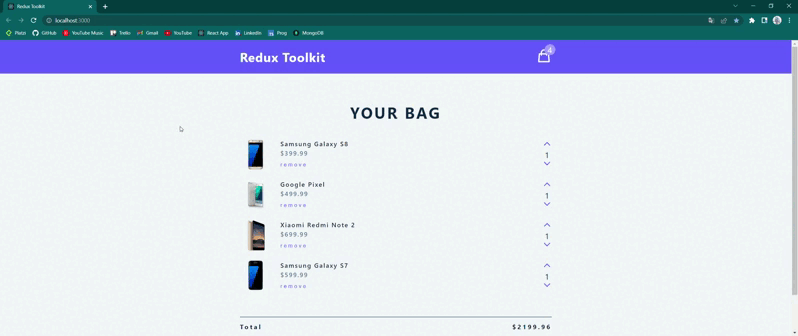 Redux Toolkit
localhost:3000
Platzi GitHub YouTube Music Trello Gmail YouTube React App LinkedIn Prog MongoDB
Redux Toolkit
4
YOUR BAG
Samsung Galaxy S8
$399.99
remove
1
Google Pixel
$499.99
remove
1
Xiaomi Redmi Note 2
$699.99
remove
1
Samsung Galaxy S7
$599.99
remove
1
Total $2199.96